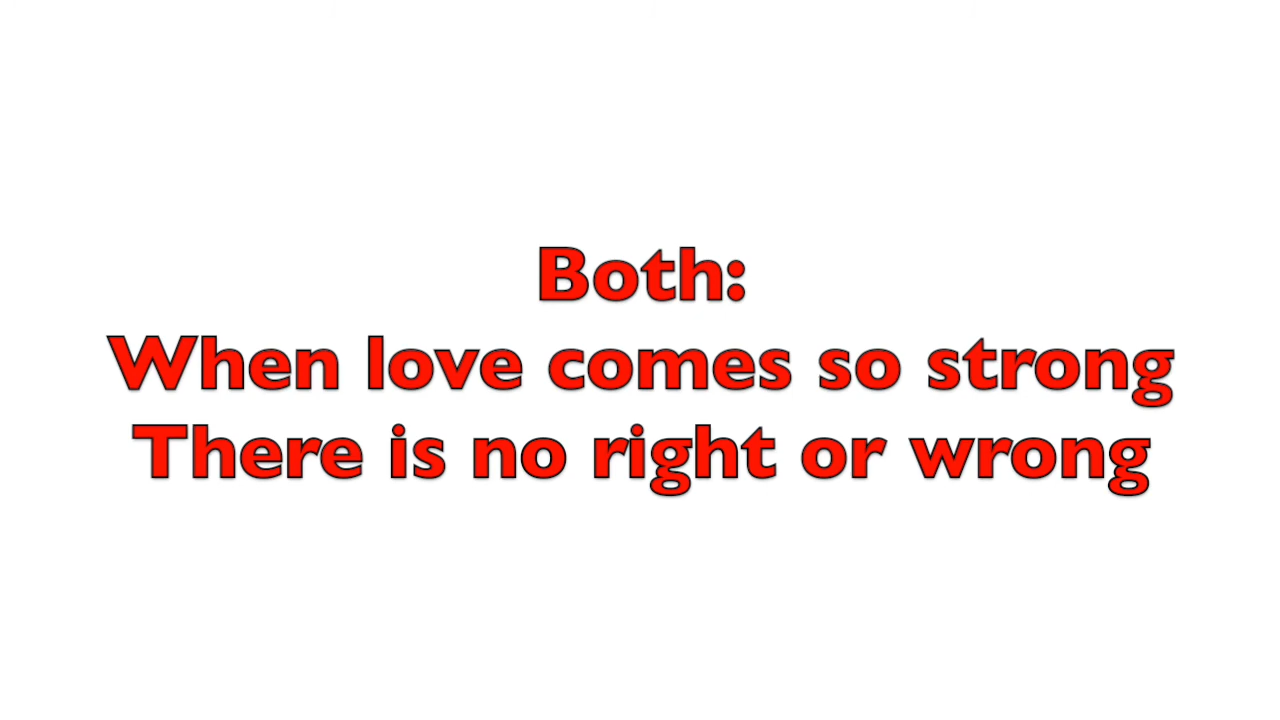 Both:
When love comes so strong
There is no right or wrong